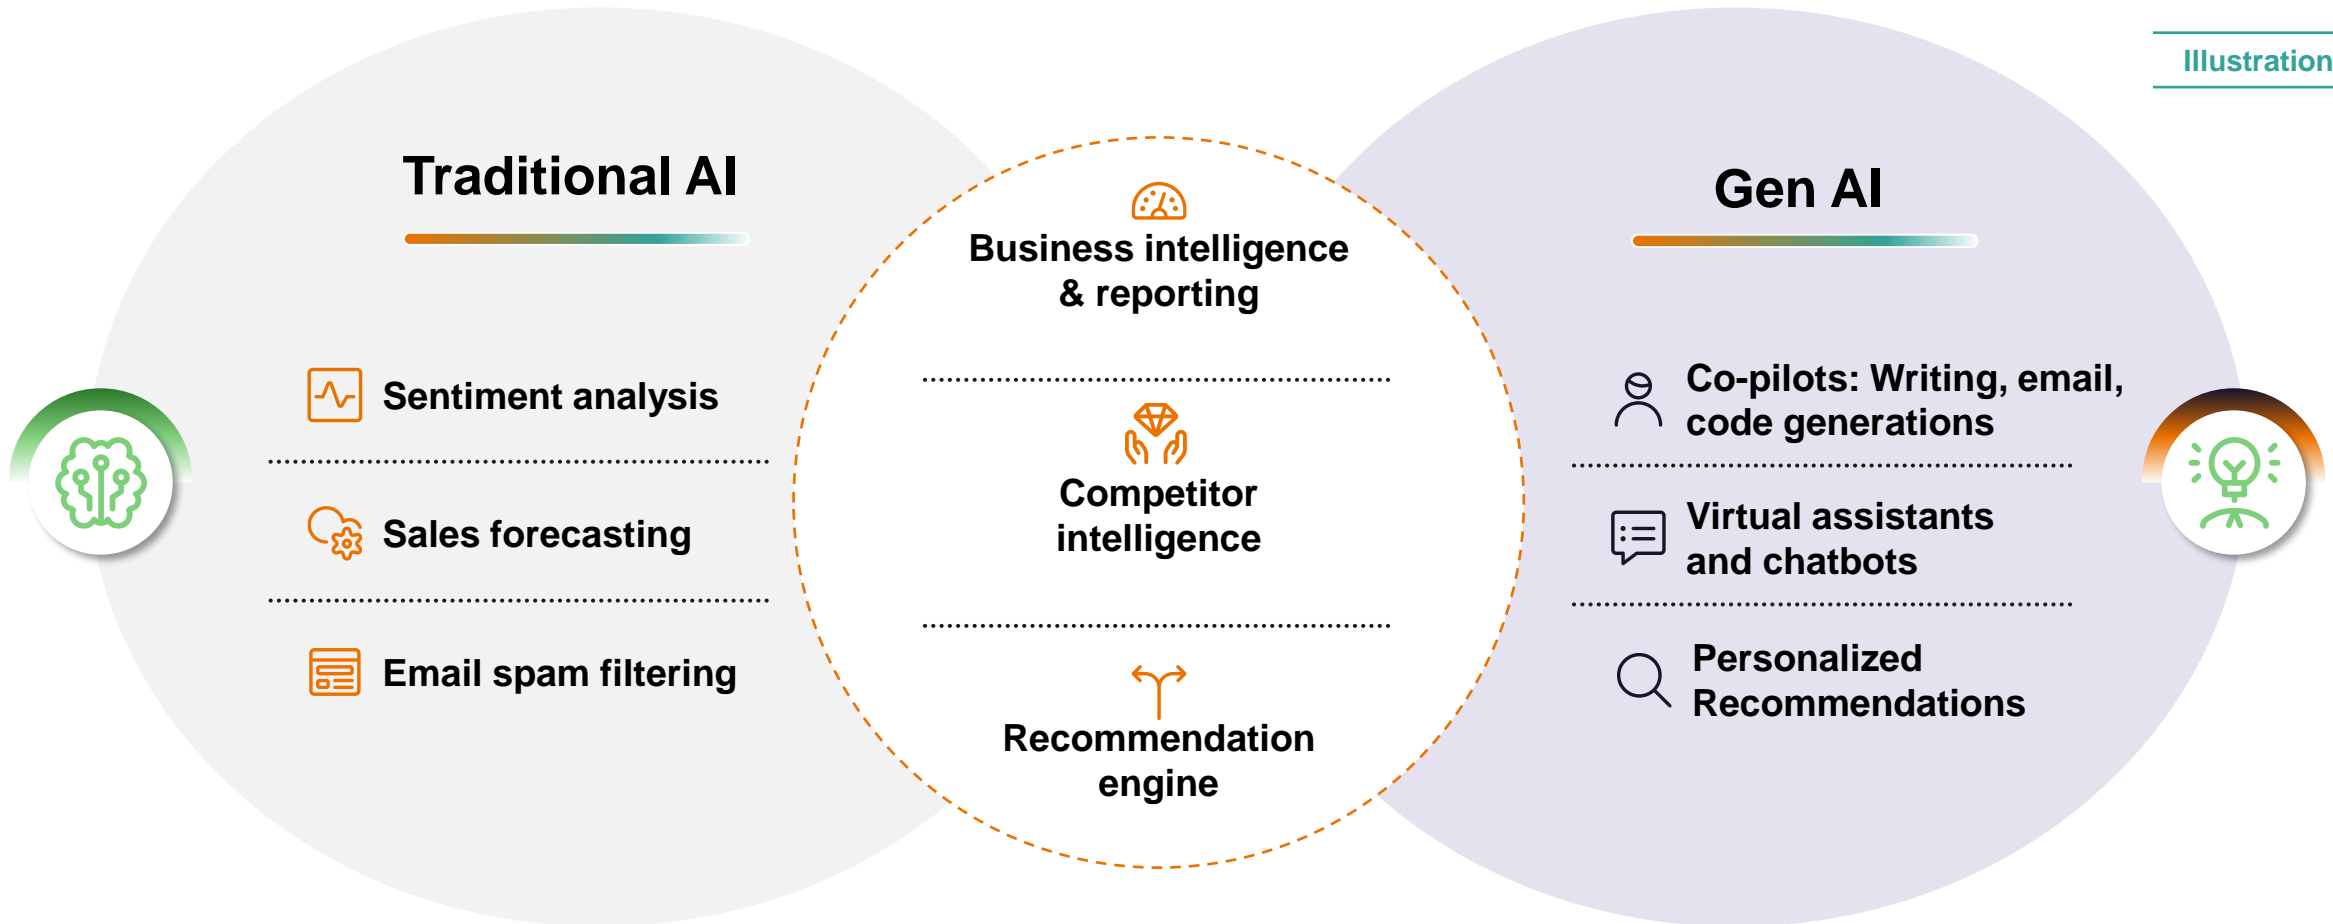 Illustration
Traditional AI
Sentiment analysis
Sales forecasting
Email spam filtering
Business intelligence
& reporting
Competitor
intelligence
Recommendation
engine
Gen AI
Co-pilots: Writing, email,
code generations
Virtual assistants
and chatbots
Personalized
Recommendations